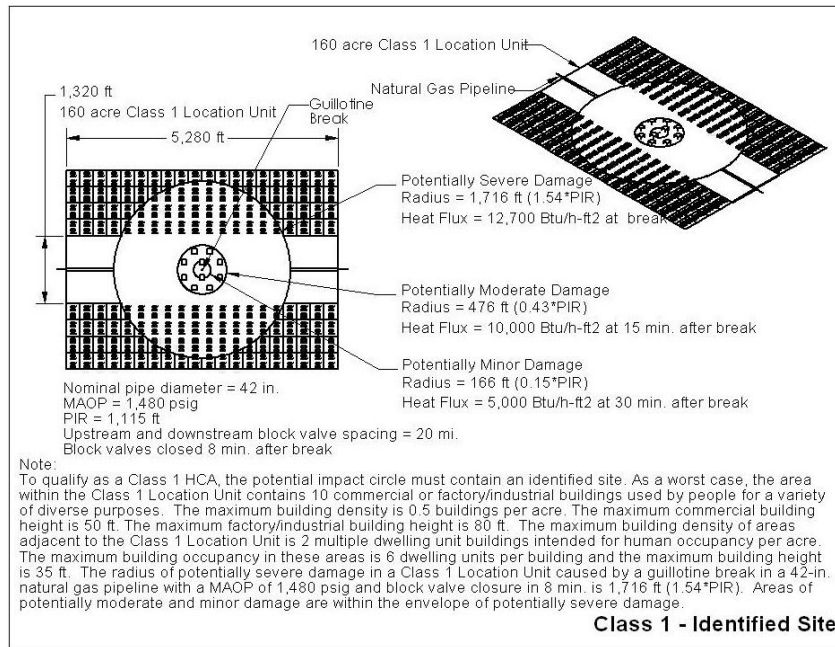 160 acre Class 1 Location Unit
Natural Gas Pipeline
1,320 ft
160 acre Class 1 Location Unit
5,280 ft
Guillotine
Break
Potentially Severe Damage
Radius = 1,716 ft (1.54*PIR)
Heat Flux = 12,700 Btu/h-ft2 at break
Potentially Moderate Damage
Radius = 476 ft (0.43*PIR)
Heat Flux = 10,000 Btu/h-ft2 at 15 min. after break
Potentially Minor Damage
Radius = 166 ft (0.15*PIR)
Heat Flux = 5,000 Btu/h-ft2 at 30 min. after break
Nominal pipe diameter = 42 in.
MAOP = 1,480 psig
PIR = 1,115 ft
Upstream and downstream block valve spacing = 20 mi.
Block valves closed 8 min. after break
Note:
To qualify as a Class 1 HCA, the potential impact circle must contain an identified site. As a worst case, the area
within the Class 1 Location Unit contains 10 commercial or factory/industrial buildings used by people for a variety
of diverse purposes. The maximum building density is 0.5 buildings per acre. The maximum commercial building
height is 50 ft. The maximum factory/industrial building height is 80 ft. The maximum building density of areas
adjacent to the Class 1 Location Unit is 2 multiple dwelling unit buildings intended for human occupancy per acre.
The maximum building occupancy in these areas is 6 dwelling units per building and the maximum building height
is 35 ft. The radius of potentially severe damage in a Class 1 Location Unit caused by a guillotine break in a 42-in.
natural gas pipeline with a MAOP of 1,480 psig and block valve closure in 8 min. is 1,716 ft (1.54*PIR). Areas of
potentially moderate and minor damage are within the envelope of potentially severe damage.
Class 1 - Identified Site